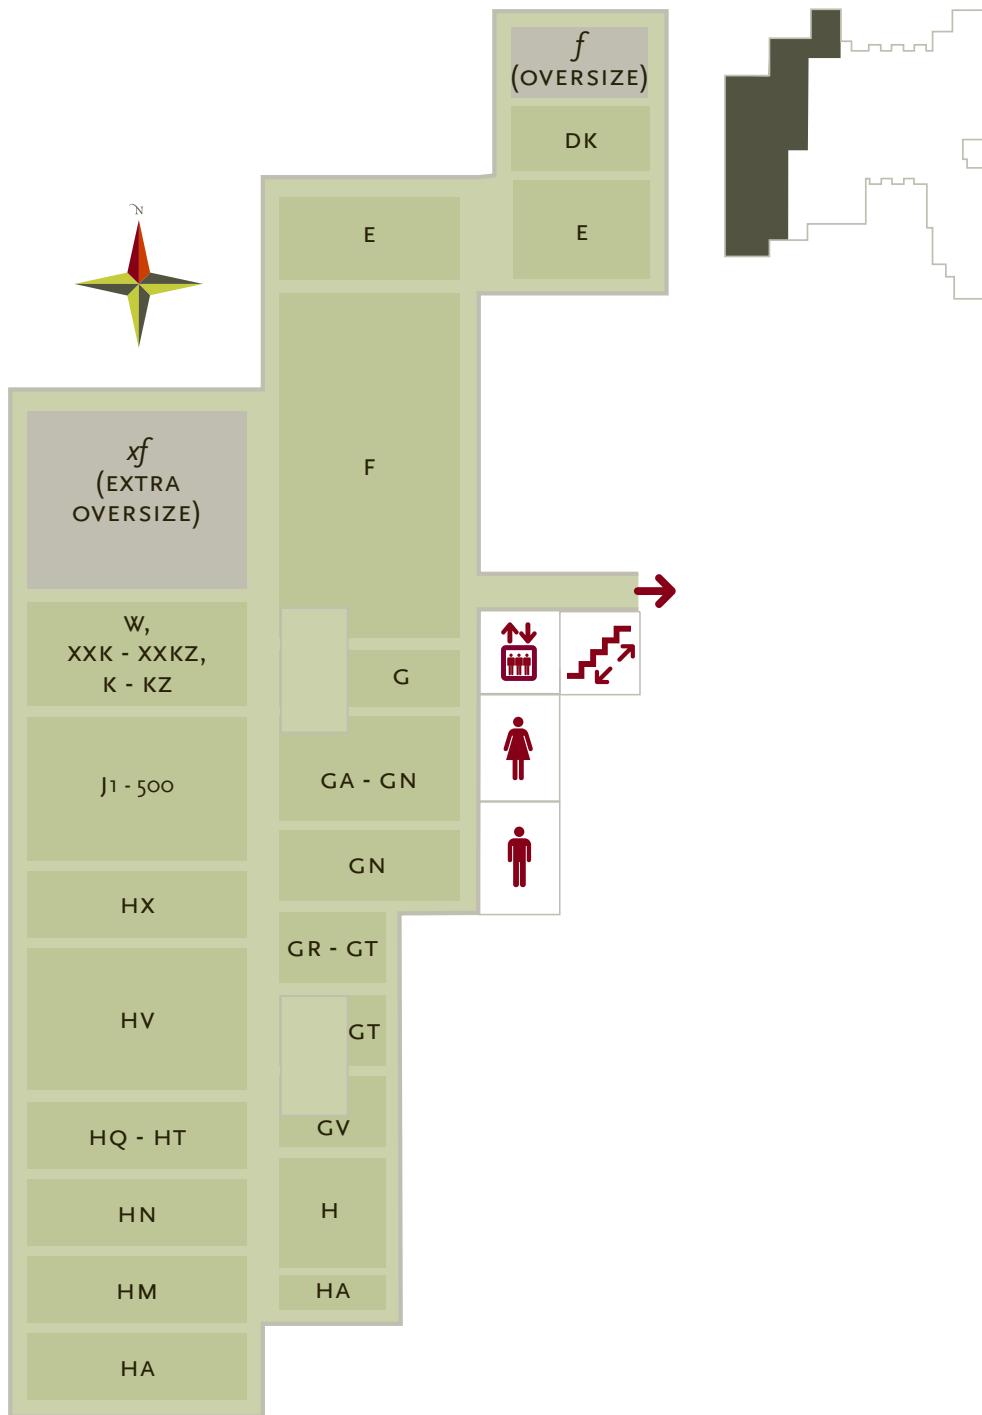 f
(OVERSIZE)
DK
E
N
E
F
xf
(EXTRA
OVERSIZE)
W,
XXK - XXKZ,
K - KZ
G
J1 - 500
GA - GN
GN
HX
GR - GT
HV
GT
GV
HQ - HT
HN
H
HM
HA
HA